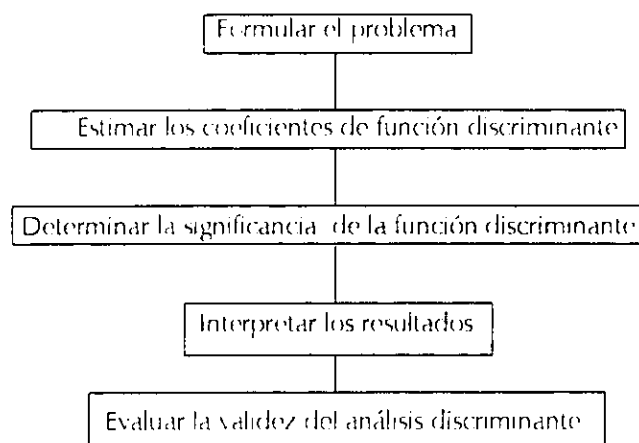 Formular el problema
Estimar los coeficientes de función discriminante
Determinar la significancia de la función discriminante
Interpretar los resultados
Evaluar la validez del análisis discriminante